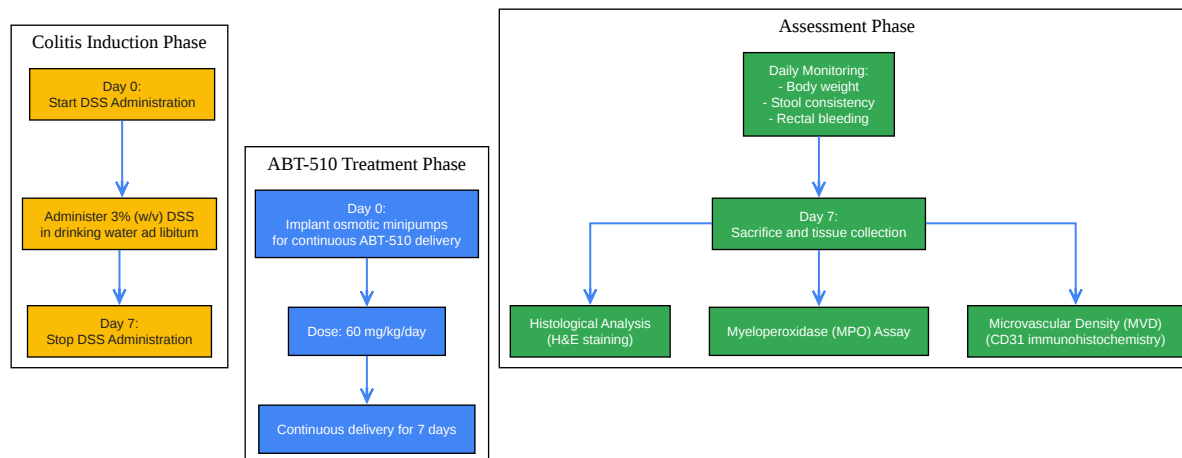 Colitis Induction Phase
Day 0:
Start DSS Administration
Administer 3% (w/v) DSS
in drinking water ad libitum
Day 7:
Stop DSS Administration
ABT-510 Treatment Phase
Day 0:
Implant osmotic minipumps
for continuous ABT-510 delivery
Dose: 60 mg/kg/day
Continuous delivery for 7 days
Assessment Phase
Daily Monitoring:
- Body weight
- Stool consistency
- Rectal bleeding
Day 7:
Sacrifice and tissue collection
Histological Analysis
(H&E staining)
Myeloperoxidase (MPO) Assay
Microvascular Density (MVD)
(CD31 immunohistochemistry)